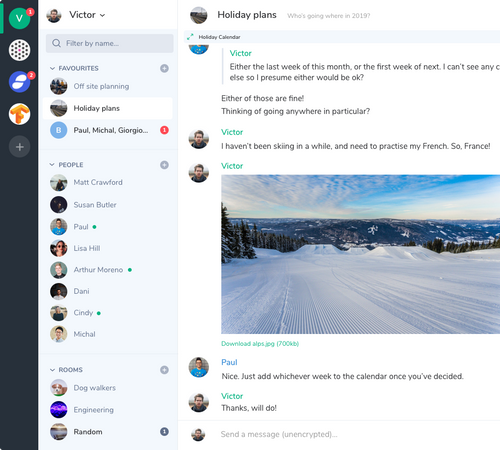 V
1
2
+
Victor
Filter by name...
FAVOURITES
Off site planning
Holiday plans
B
Paul, Michal, Giorgio...
1
PEOPLE
Matt Crawford
Susan Butler
Paul
Lisa Hill
Arthur Moreno
Dani
Cindy
Michal
ROOMS
Dog walkers
Engineering
Random
1
Holiday plans
Who's going where in 2019?
Holiday Calendar
Victor
Either the last week of this month, or the first week of next. I can't see any c
else so I presume either would be ok?
Either of those are fine!
Thinking of going anywhere in particular?
Victor
I haven't been skiing in a while, and need to practise my French. So, France!
Victor
Download alps.jpg (700kb)
Paul
Nice. Just add whichever week to the calendar once you've decided.
Victor
Thanks, will do!
Send a message (unencrypted)...